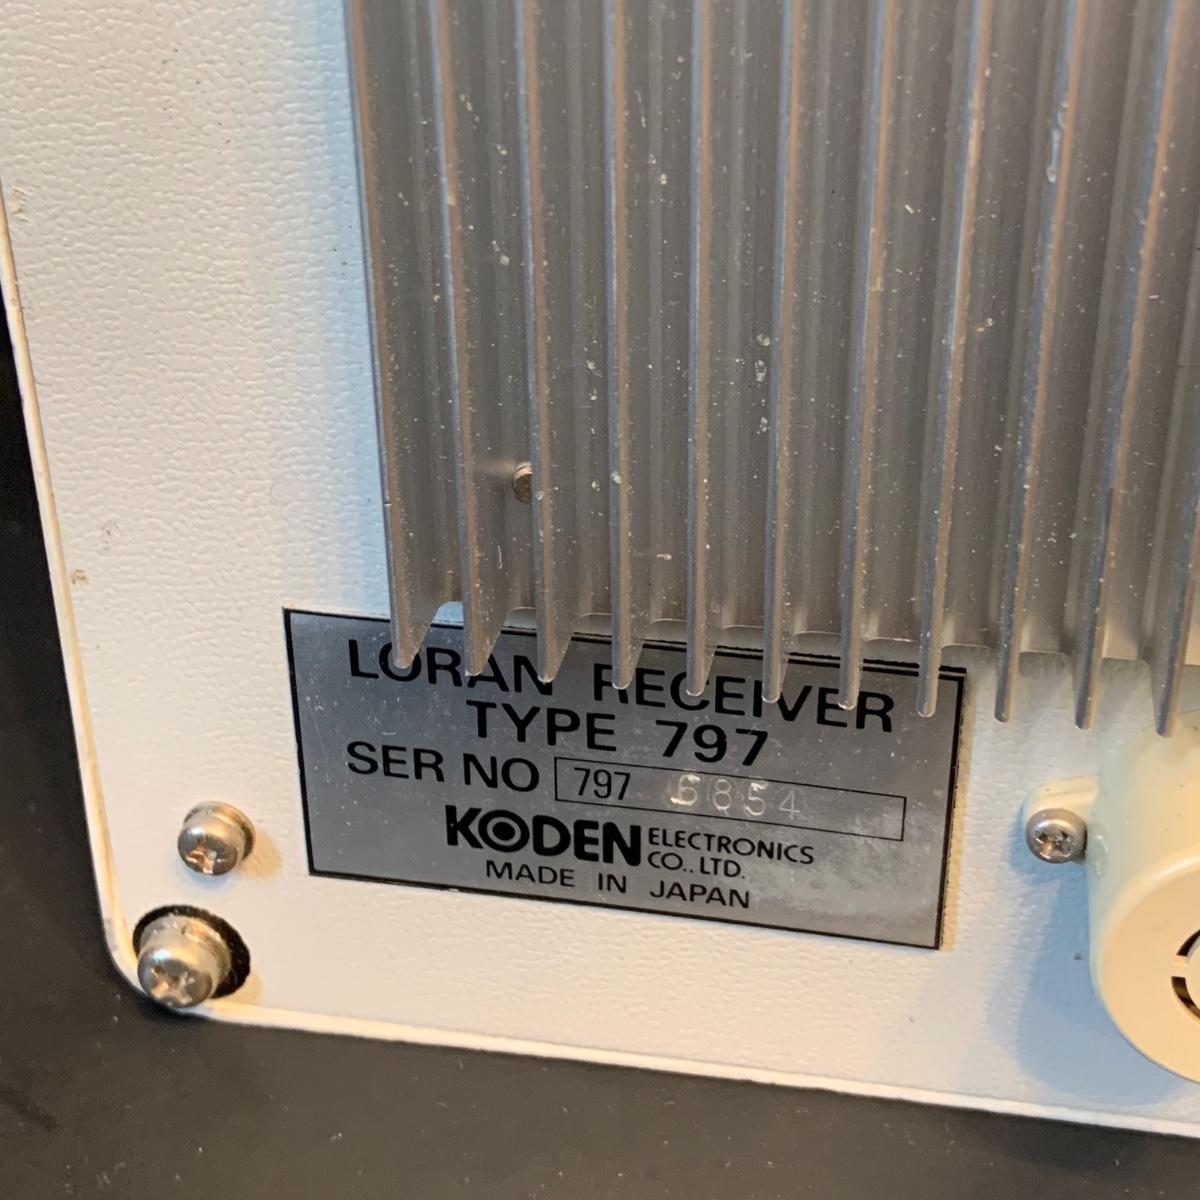 LORAN RECEIVER
TYPE 797
SER NO 797 6854
KODEN ELECTRONICS
CO., LTD.
MADE IN JAPAN